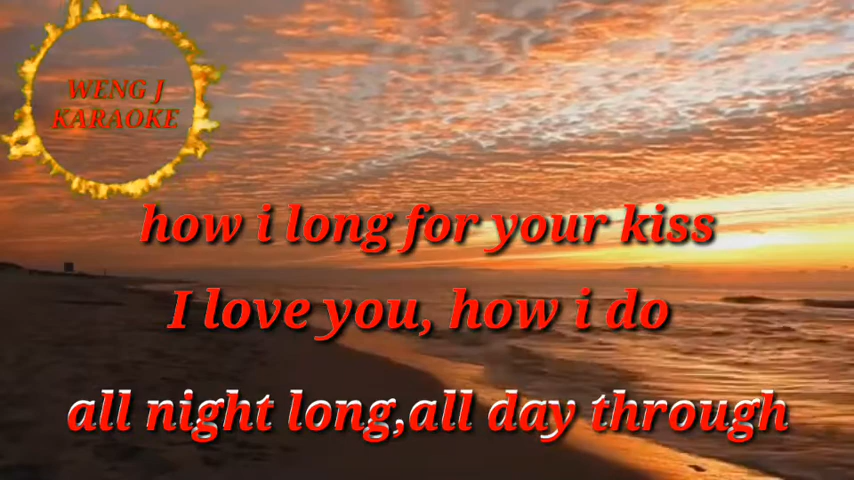 WENG J
KARAOKE
how i long for your kiss
I love you, how i do
all night long,all day through